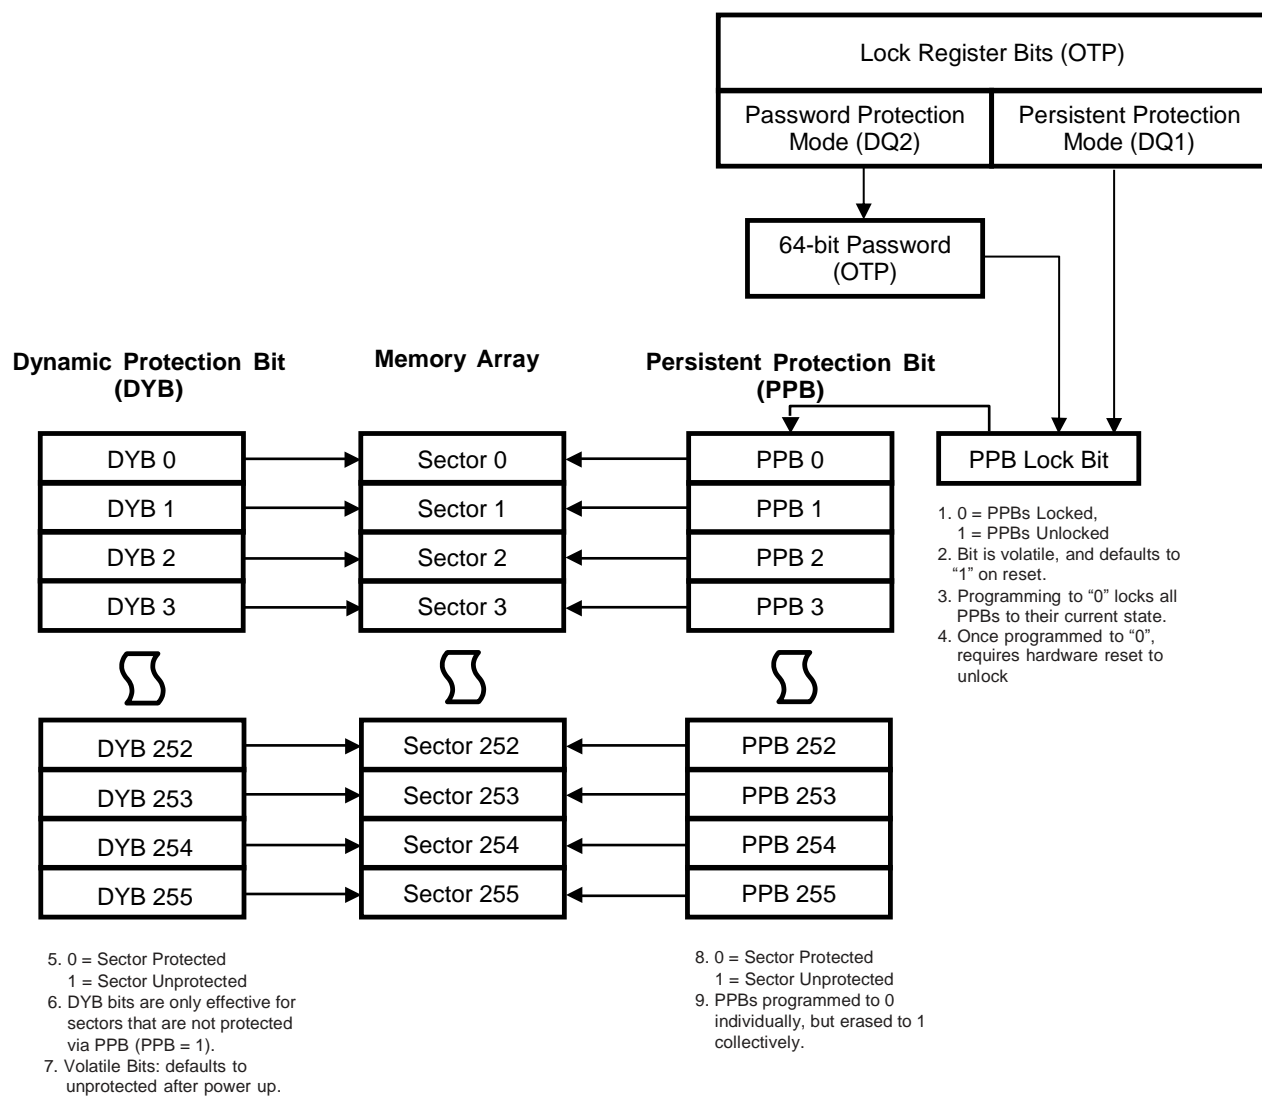 Lock Register Bits (OTP)
Password Protection
Mode (DQ2)
Persistent Protection
Mode (DQ1)
64-bit Password
(OTP)
Dynamic Protection Bit
(DYB)
Memory Array
Persistent Protection Bit
(PPB)
DYB 0
Sector 0
PPB 0
PPB Lock Bit
DYB 1
Sector 1
PPB 1
DYB 2
Sector 2
PPB 2
DYB 3
Sector 3
PPB 3
1. 0 = PPBs Locked,
1 = PPBs Unlocked
2. Bit is volatile, and defaults to
“1” on reset.
3. Programming to “0” locks all
PPBs to their current state.
4. Once programmed to “0”,
requires hardware reset to
unlock
DYB 252
Sector 252
PPB 252
DYB 253
Sector 253
PPB 253
DYB 254
Sector 254
PPB 254
DYB 255
Sector 255
PPB 255
5. 0 = Sector Protected
1 = Sector Unprotected
6. DYB bits are only effective for
sectors that are not protected
via PPB (PPB = 1).
7. Volatile Bits: defaults to
unprotected after power up.
8. 0 = Sector Protected
1 = Sector Unprotected
9. PPBs programmed to 0
individually, but erased to 1
collectively.